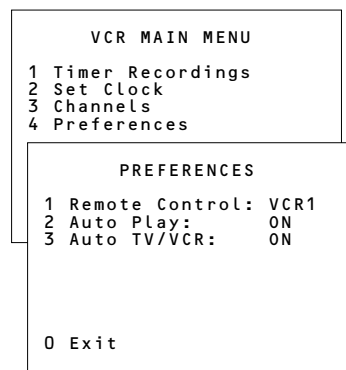 VCR MAIN MENU
1 Timer Recordings
2 Set Clock
3 Channels
4 Preferences
PREFERENCES
1 Remote Control: VCR1
2 Auto Play: ON
3 Auto TV/VCR: ON
0 Exit